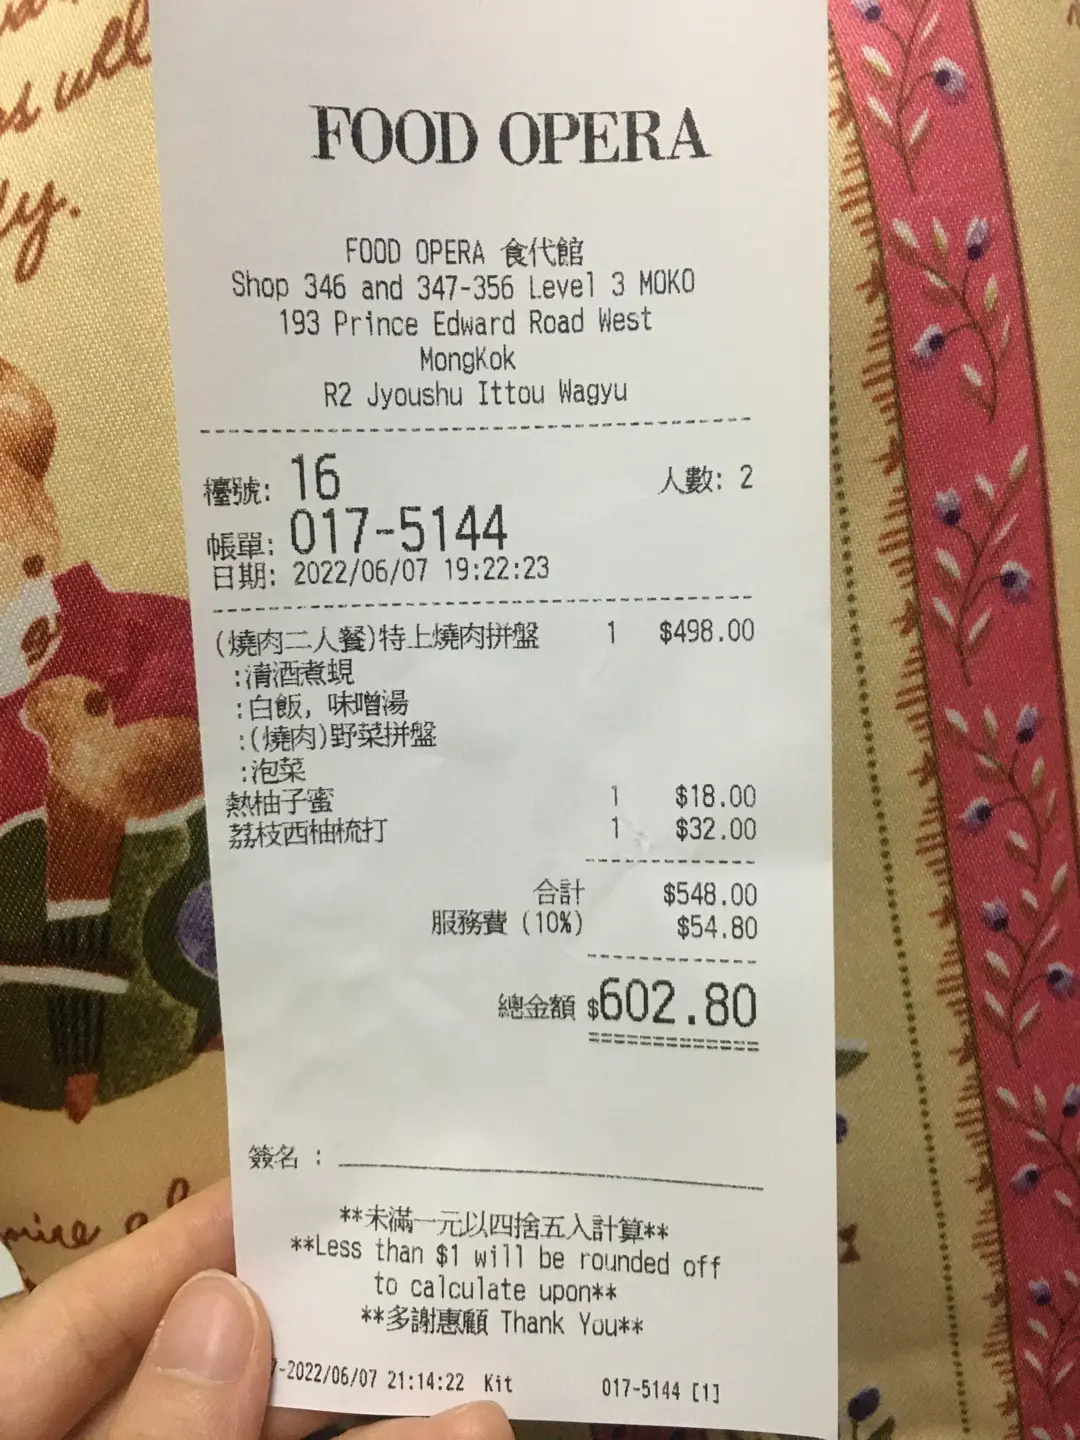 s well
ly.
FOOD OPERA
FOOD OPERA 食代館
Shop 346 and 347-356 Level 3 MOKO
193 Prince Edward Road West
MongKok
R2 Jyoushu Ittou Wagyu
檯號: 16 人數: 2
帳單: 017-5144
日期: 2022/06/07 19:22:23
(燒肉二人餐)特上燒肉拼盤 1 $498.00
:清酒煮蜆
:白飯, 味噌湯
:(燒肉)野菜拼盤
:泡菜
熱柚子蜜 1 $18.00
荔枝西柚梳打 1 $32.00
合計 $548.00
服務費 (10%) $54.80
總金額 $602.80
簽名 :
**未滿一元以四捨五入計算**
**Less than $1 will be rounded off
to calculate upon**
**多謝惠顧 Thank You**
-2022/06/07 21:14:22 Kit 017-5144 [1]